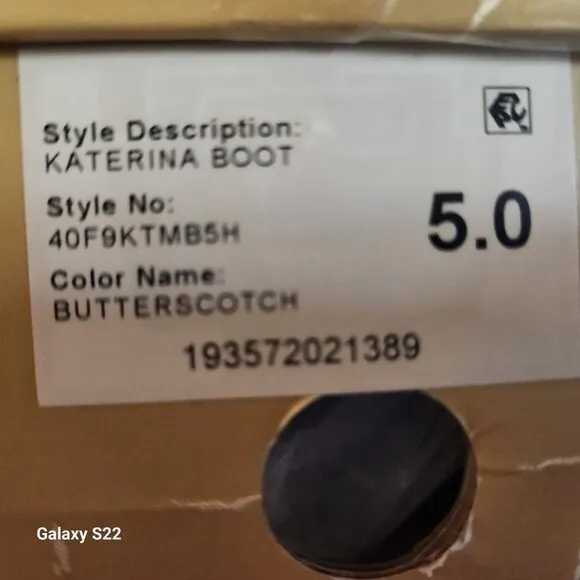 Style Description:
KATERINA BOOT
Style No:
40F9KTMB5H
5.0
Color Name:
BUTTERSCOTCH
193572021389
Galaxy S22